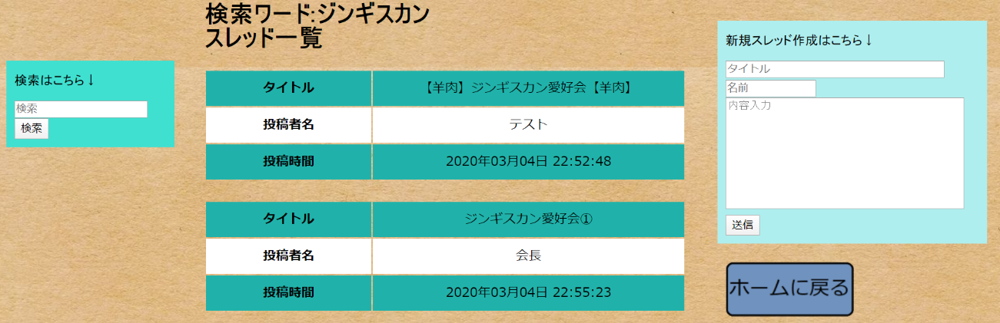 検索ワード:ジンギスカン
スレッド一覧
検索はこちら↓
検索
検索
タイトル 【羊肉】ジンギスカン愛好会【羊肉】
投稿者名 テスト
投稿時間 2020年03月04日 22:52:48
タイトル ジンギスカン愛好会①
投稿者名 会長
投稿時間 2020年03月04日 22:55:23
新規スレッド作成はこちら↓
タイトル
名前
内容入力
送信
ホームに戻る